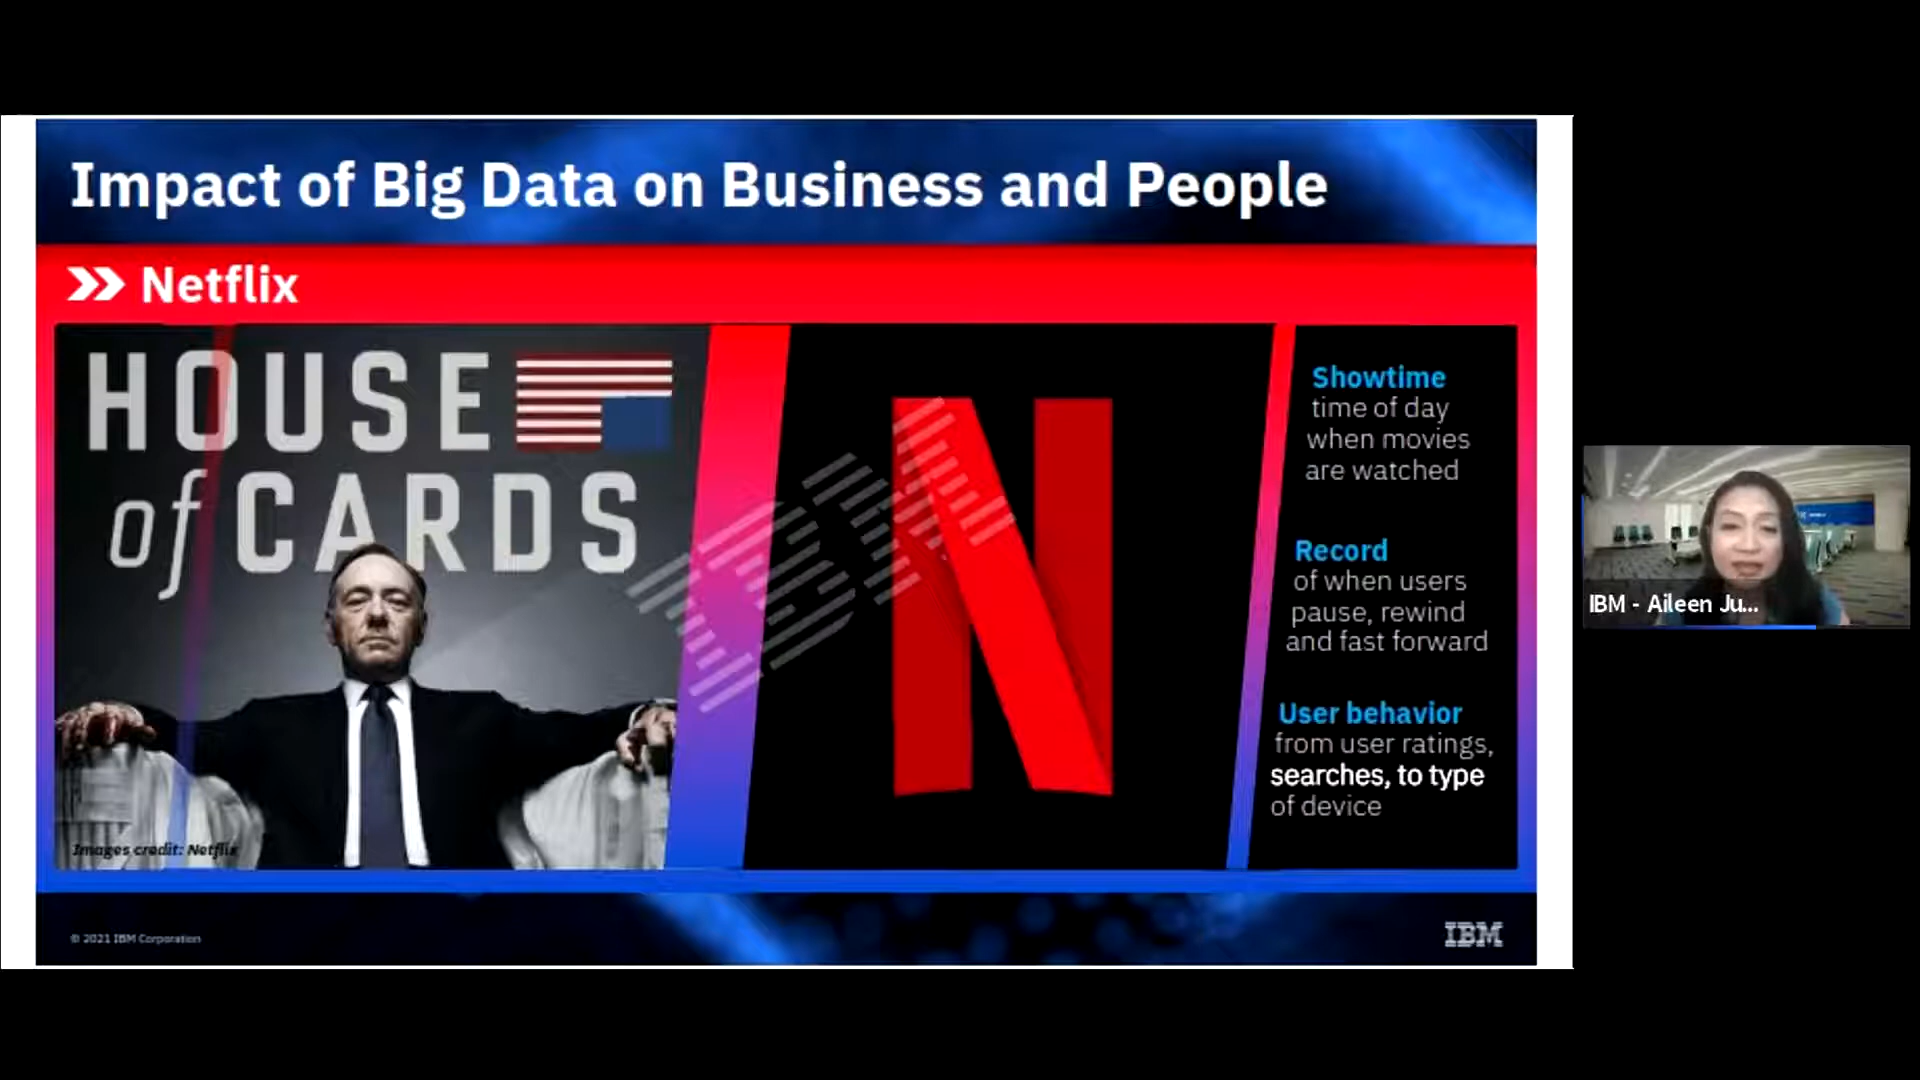 Impact of Big Data on Business and People
Netflix
HOUSE
of CARDS
Images credit: Netflix
IBM
Showtime
time of day
when movies
are watched
Record
of when users
pause, rewind
and fast forward
User behavior
from user ratings,
searches, to type
of device
© 2021 IBM Corporation
IBM
IBM - Aileen Ju...